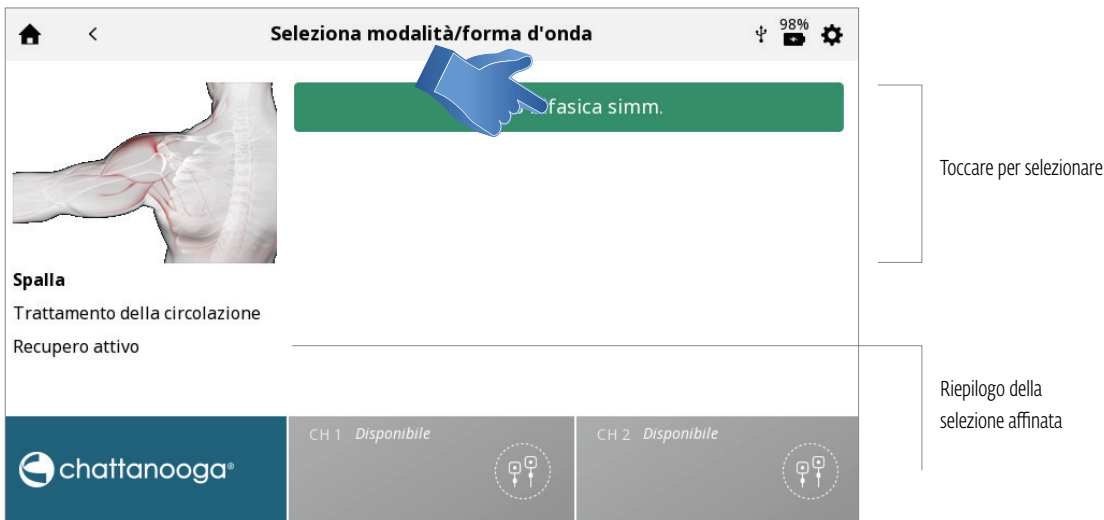 Seleziona modalità/forma d'onda
98%
fasica simm.
Toccare per selezionare
Spalla
Trattamento della circolazione
Recupero attivo
Riepilogo della
selezione affinata
CH 1 Disponibile
CH 2 Disponibile
chattanooga®